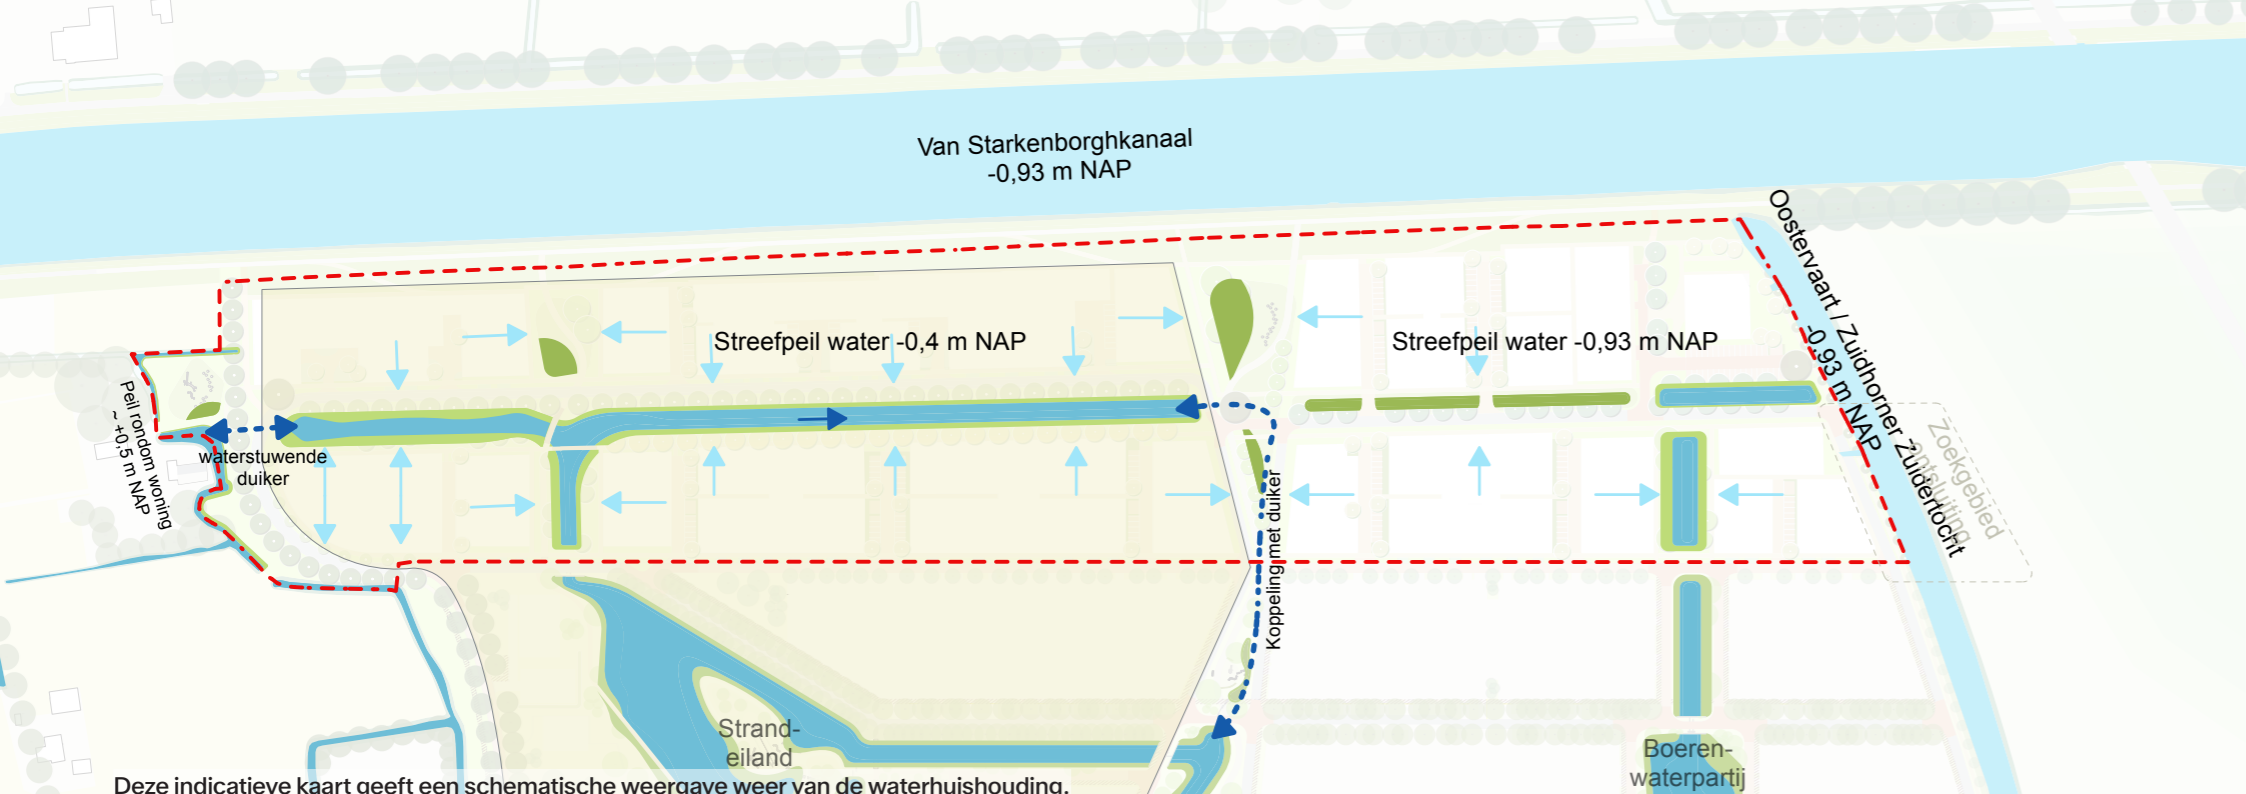 Van Starkenborghkanaal
-0,93 m NAP
Oostervaart / Zuidhorner - Zuidertocht
-0,93 m NAP
Streefpeil water -0,4 m NAP
Streefpeil water -0,93 m NAP
Peil rondom woning
~ +0,5 m NAP
waterstuwende
duiker
Koppeling met duiker
Zoekgebied
ontsluiting
Strand-
eiland
Boeren-
waterpartij
Deze indicatieve kaart geeft een schematische weergave weer van de waterhuishouding.